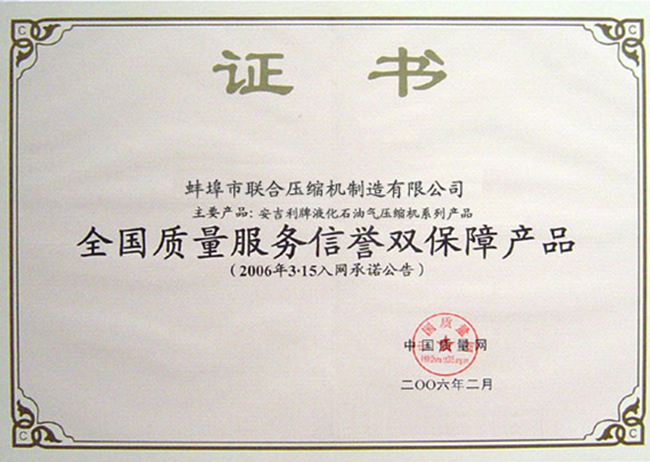 证书
蚌埠市联合压缩机制造有限公司
主要产品：安吉利牌液化石油气压缩机系列产品
全国质量服务信誉双保障产品
（2006年3·15入网承诺公告）
中国质量网
二〇〇六年二月